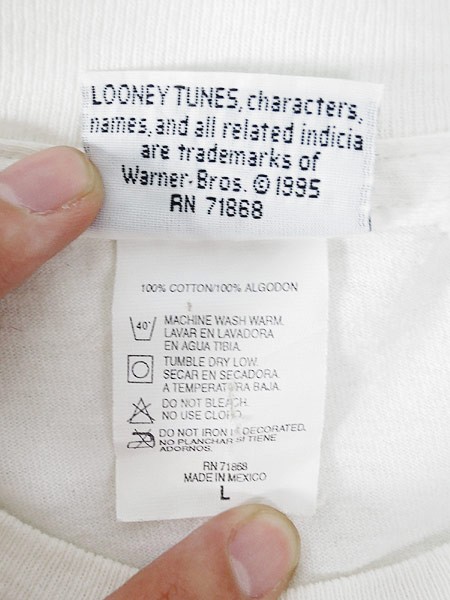 LOONEY TUNES, characters,
names, and all related indicia
are trademarks of
Warner Bros. © 1995
RN 71868
100% COTTON/100% ALGODON
40°
MACHINE WASH WARM.
LAVAR EN LAVADORA
EN AGUA TIBIA.
TUMBLE DRY LOW.
SECAR EN SECADORA
A TEMPERATURA BAJA.
DO NOT BLEACH.
NO USE CLORO.
DO NOT IRON IF DECORATED.
NO PLANCHAR SI TIENE
ADORNOS.
RN 71868
MADE IN MEXICO
L